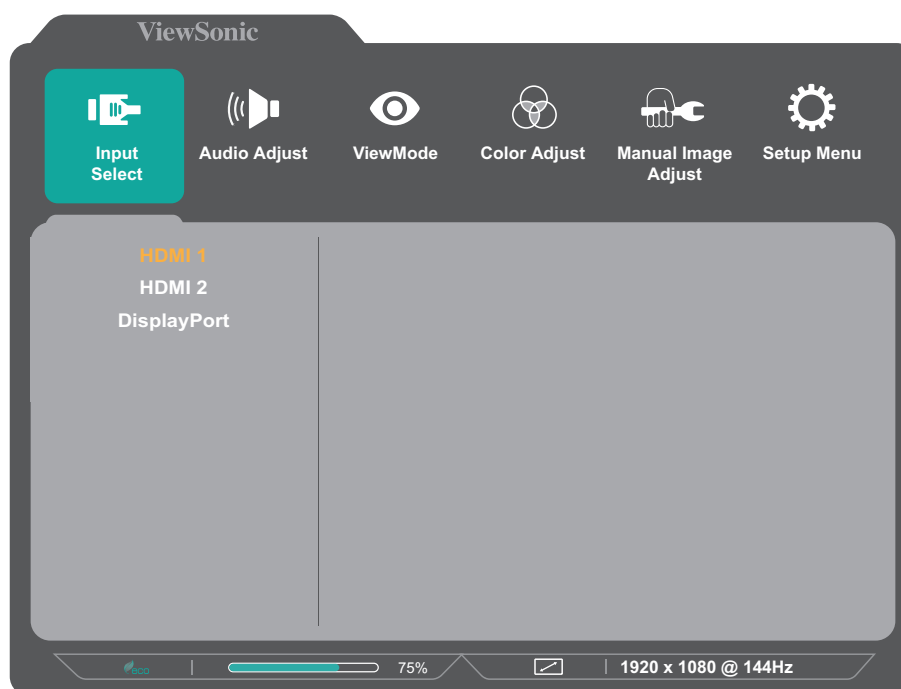 ViewSonic
Input
Select
Audio Adjust
ViewMode
Color Adjust
Manual Image
Adjust
Setup Menu
HDMI 1
HDMI 2
DisplayPort
eco
75%
1920 x 1080 @ 144Hz